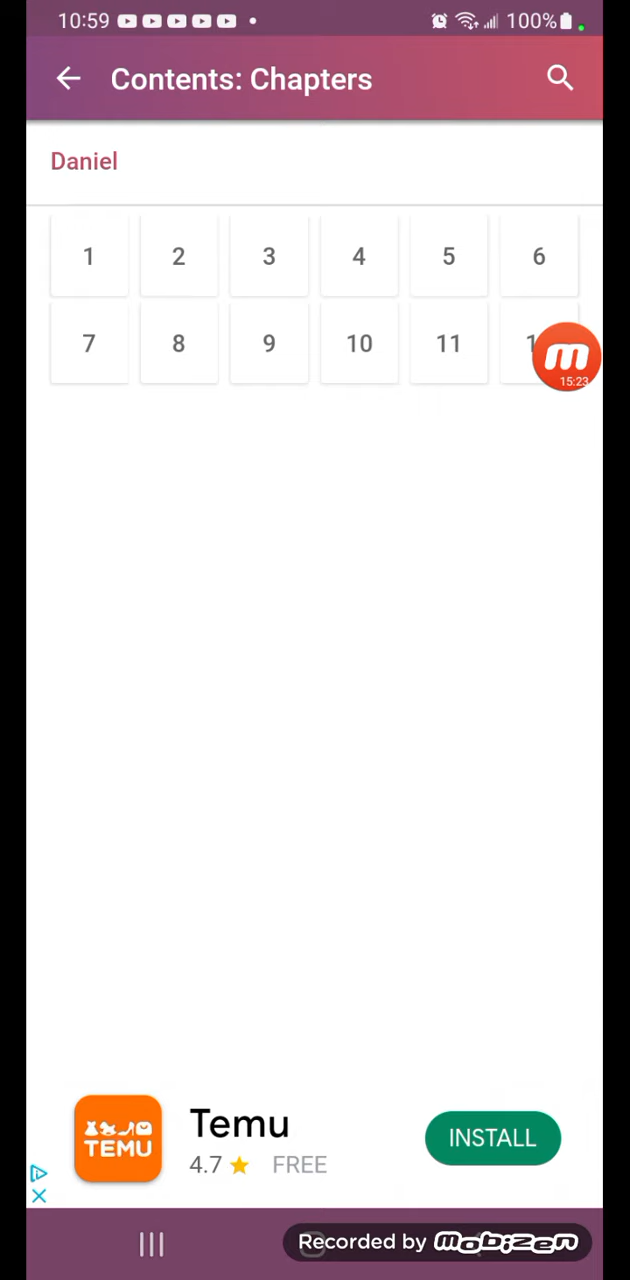 10:59 100%
Contents: Chapters
Daniel
1 2 3 4 5 6
7 8 9 10 11
15:23
Temu
TEMU
4.7 FREE
INSTALL
Recorded by mobizen